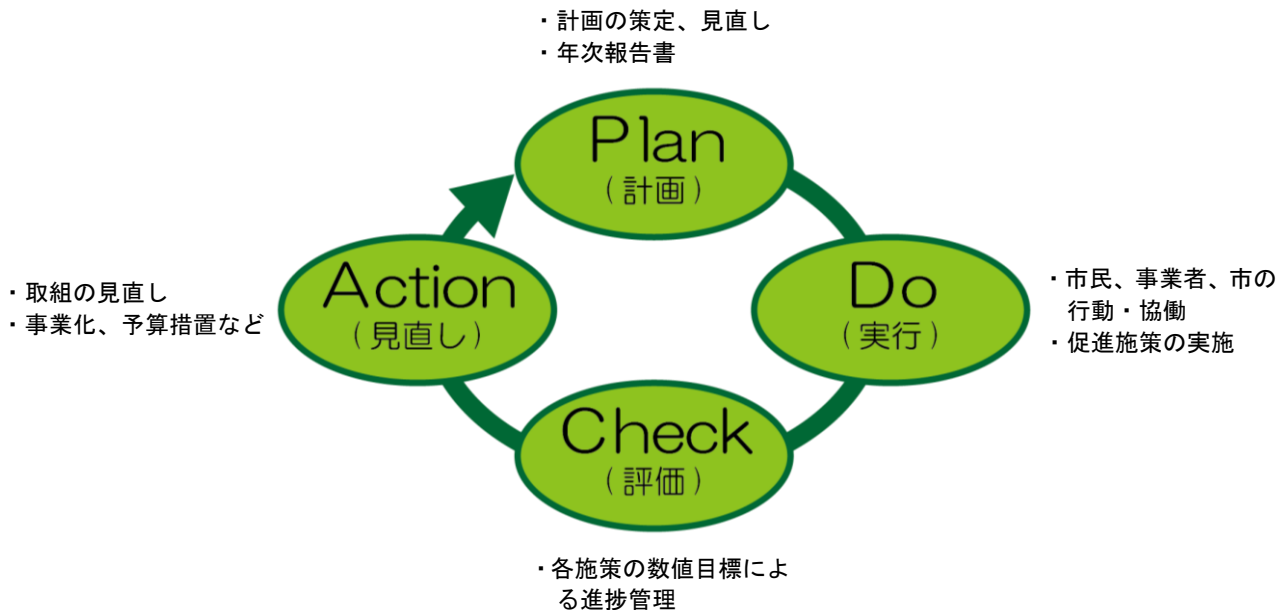 ・計画の策定、見直し
・年次報告書
Plan
（計画）
Action
（見直し）
・取組の見直し
・事業化、予算措置など
Do
（実行）
・市民、事業者、市の
行動・協働
・促進施策の実施
Check
（評価）
・各施策の数値目標によ
る進捗管理